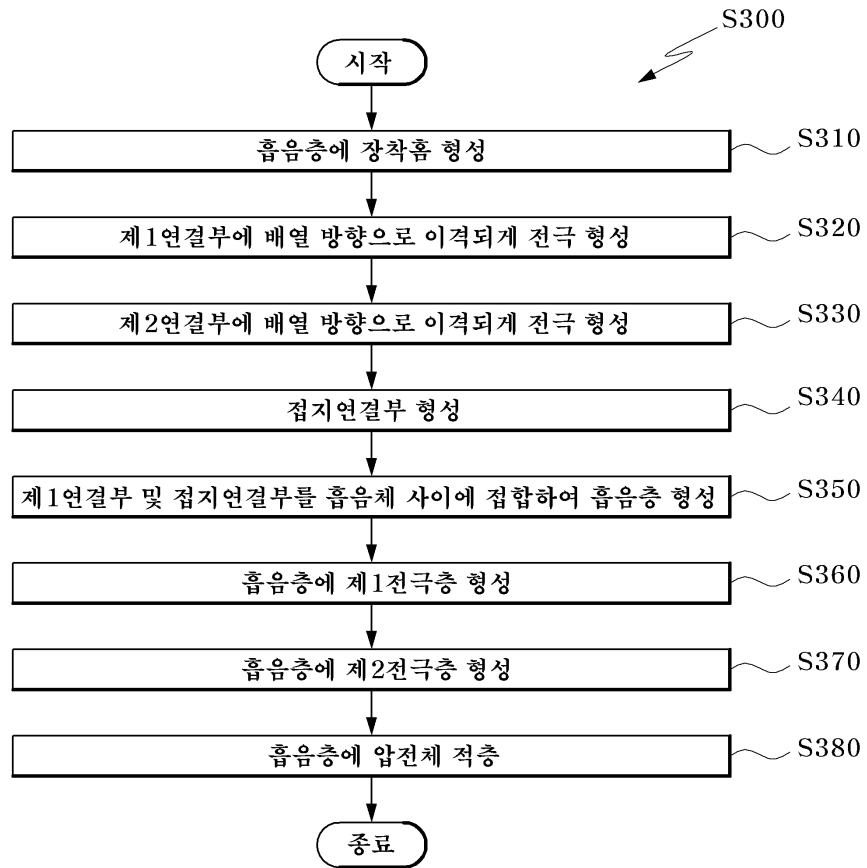 S300
시작
흡음층에 장착홈 형성
S310
제1연결부에 배열 방향으로 이격되게 전극 형성
S320
제2연결부에 배열 방향으로 이격되게 전극 형성
S330
접지연결부 형성
S340
제1연결부 및 접지연결부를 흡음체 사이에 접합하여 흡음층 형성
S350
흡음층에 제1전극층 형성
S360
흡음층에 제2전극층 형성
S370
흡음층에 압전체 적층
S380
종료